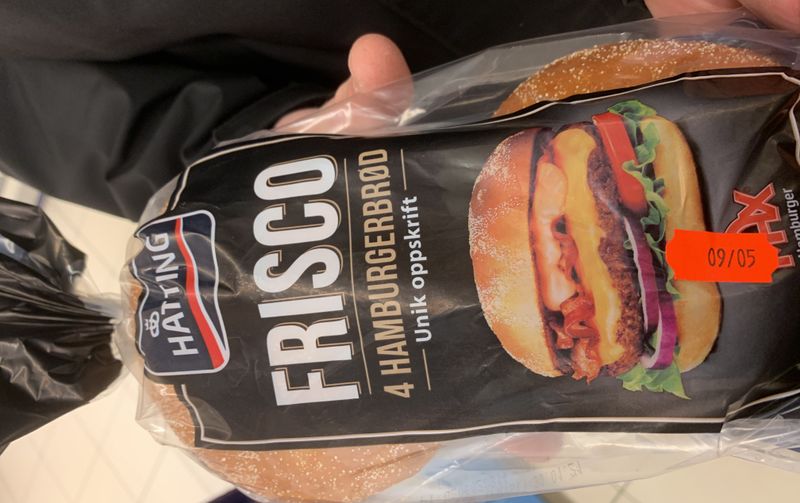 HATTING
FRISCO
4 HAMBURGERBRØD
Unik oppskrift
09/05